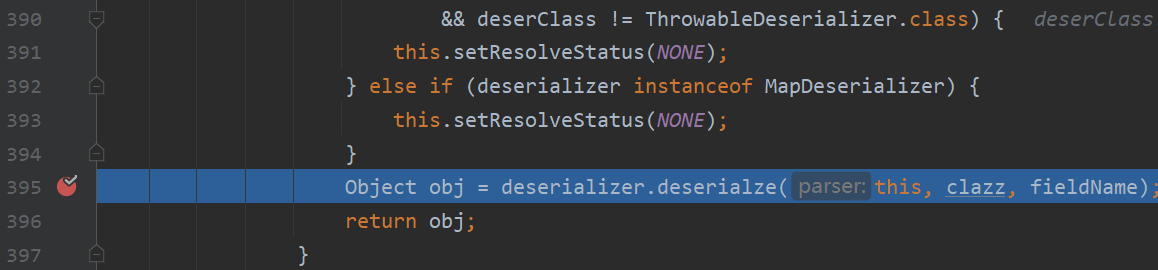 390 && deserClass != ThrowableDeserializer.class) { deserClass
391 this.setResolveStatus(NONE);
392 } else if (deserializer instanceof MapDeserializer) {
393 this.setResolveStatus(NONE);
394 }
395 Object obj = deserializer.deserialze( parser: this, clazz, fieldName);
396 return obj;
397 }